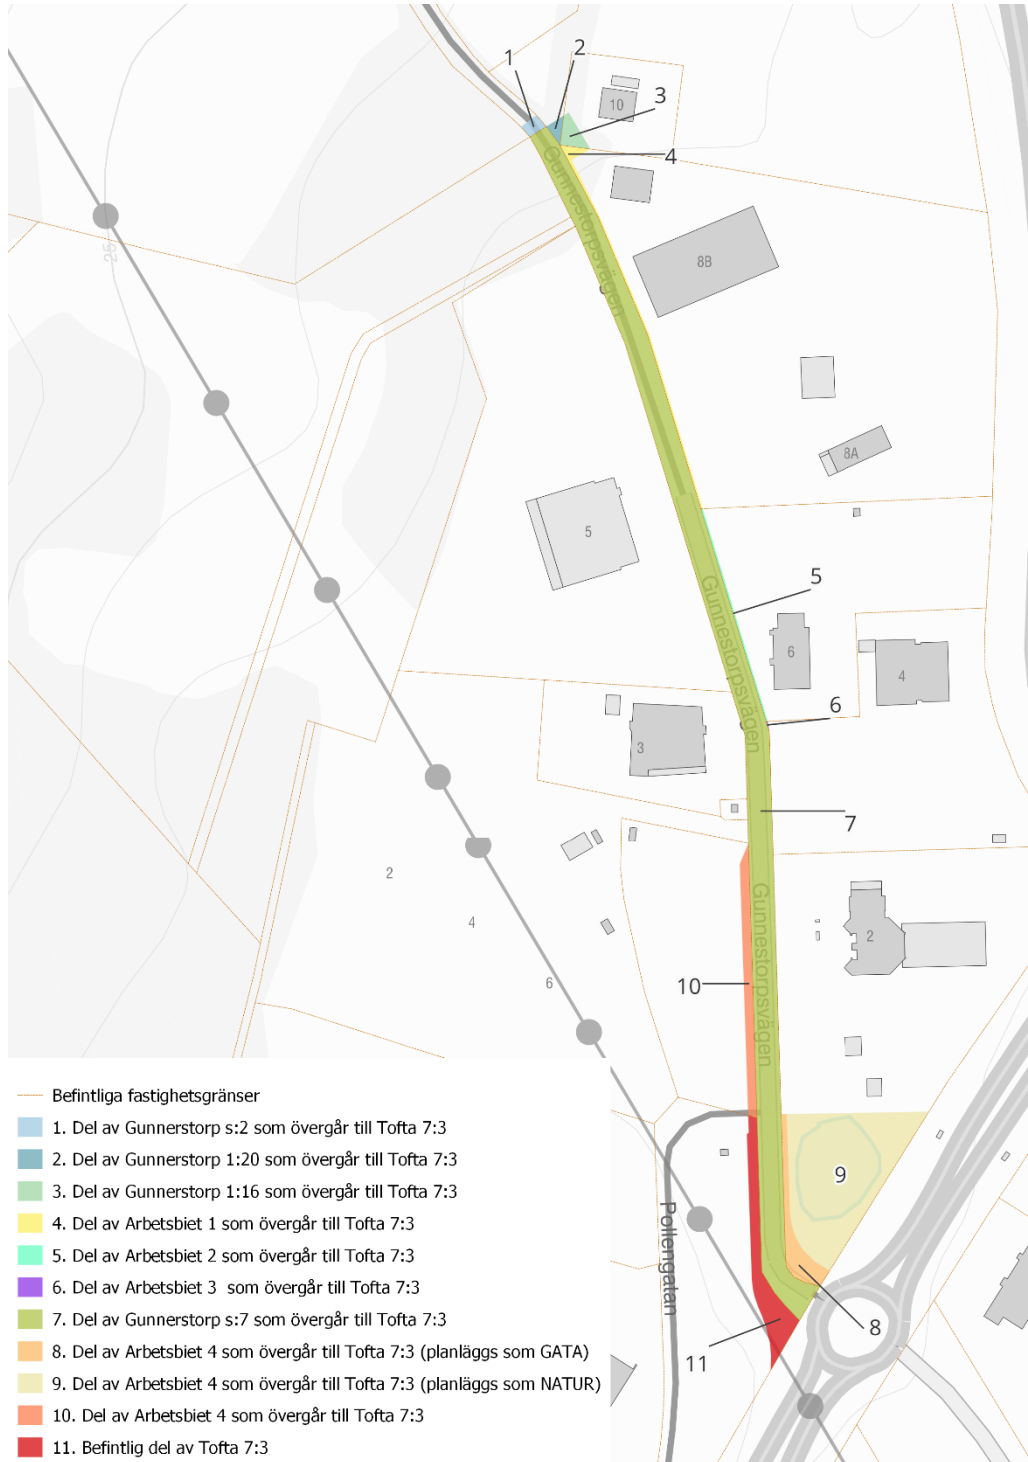 1
2
3
4
10
Gunnestorpsvägen
8B
25
8A
5
5
Gunnestorpsvägen
6
4
6
3
7
2
4
6
Gunnestorpsvägen
2
10
9
Pollengatan
8
11
Befintliga fastighetsgränser
1. Del av Gunnerstorp s:2 som övergår till Tofta 7:3
2. Del av Gunnerstorp 1:20 som övergår till Tofta 7:3
3. Del av Gunnerstorp 1:16 som övergår till Tofta 7:3
4. Del av Arbetsbiet 1 som övergår till Tofta 7:3
5. Del av Arbetsbiet 2 som övergår till Tofta 7:3
6. Del av Arbetsbiet 3 som övergår till Tofta 7:3
7. Del av Gunnerstorp s:7 som övergår till Tofta 7:3
8. Del av Arbetsbiet 4 som övergår till Tofta 7:3 (planläggs som GATA)
9. Del av Arbetsbiet 4 som övergår till Tofta 7:3 (planläggs som NATUR)
10. Del av Arbetsbiet 4 som övergår till Tofta 7:3
11. Befintlig del av Tofta 7:3